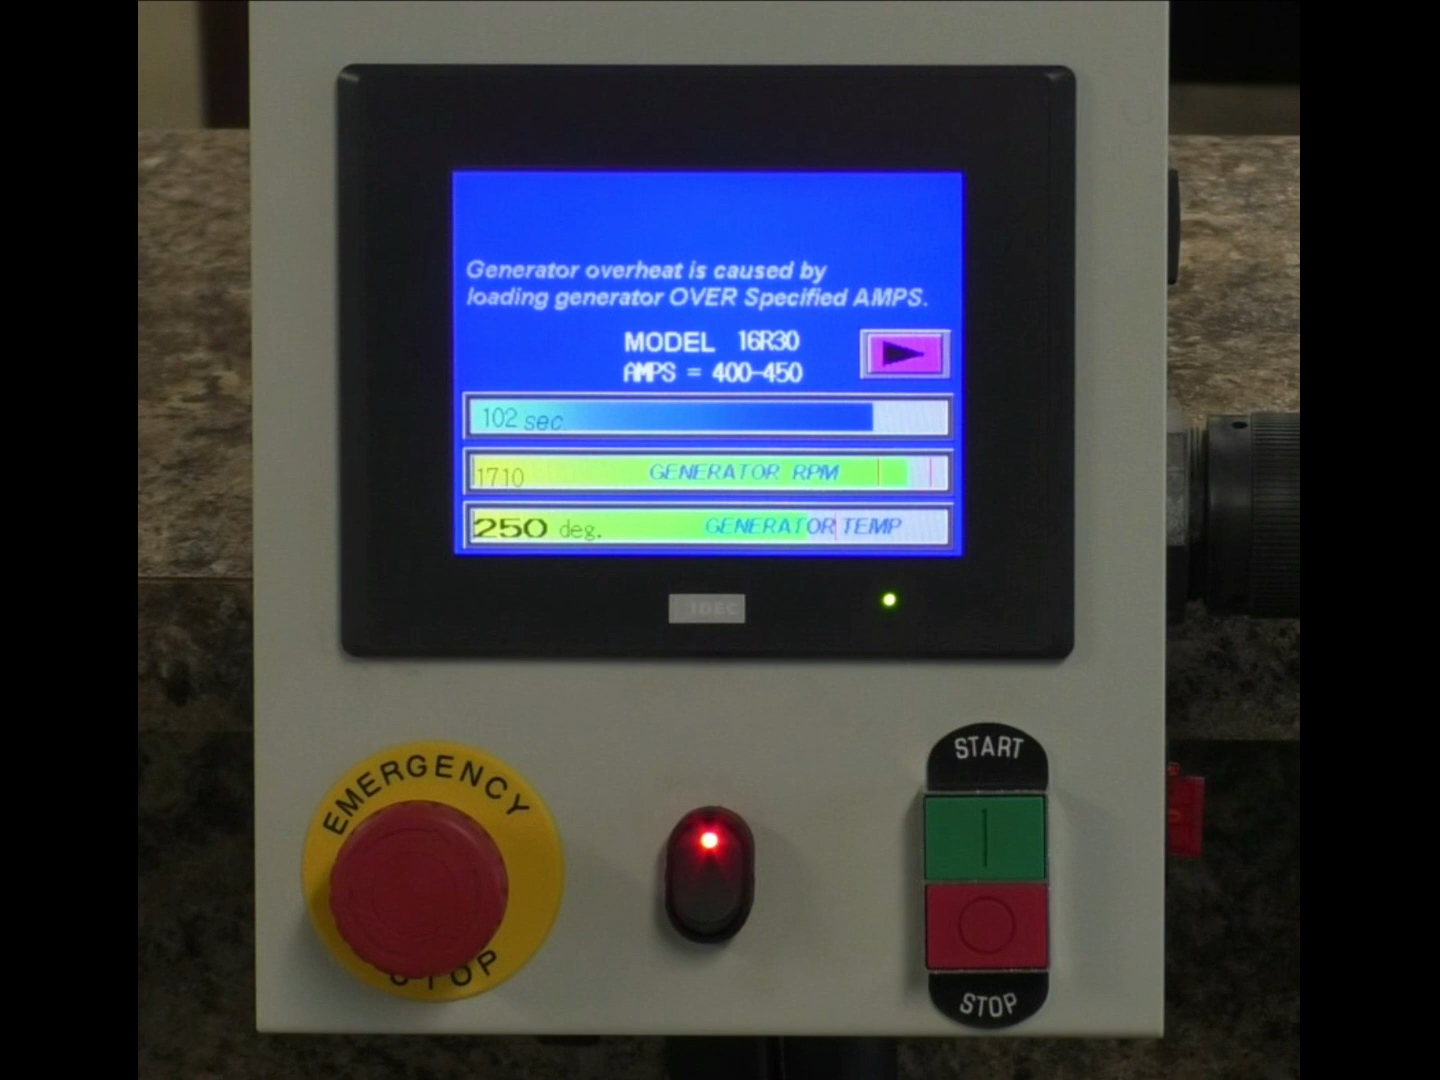 Generator overheat is caused by
loading generator OVER Specified AMPS.
MODEL 16R30
AMPS = 400-450
102 sec.
1710 GENERATOR RPM
250 deg. GENERATOR TEMP
IDEC
EMERGENCY
STOP
START
STOP